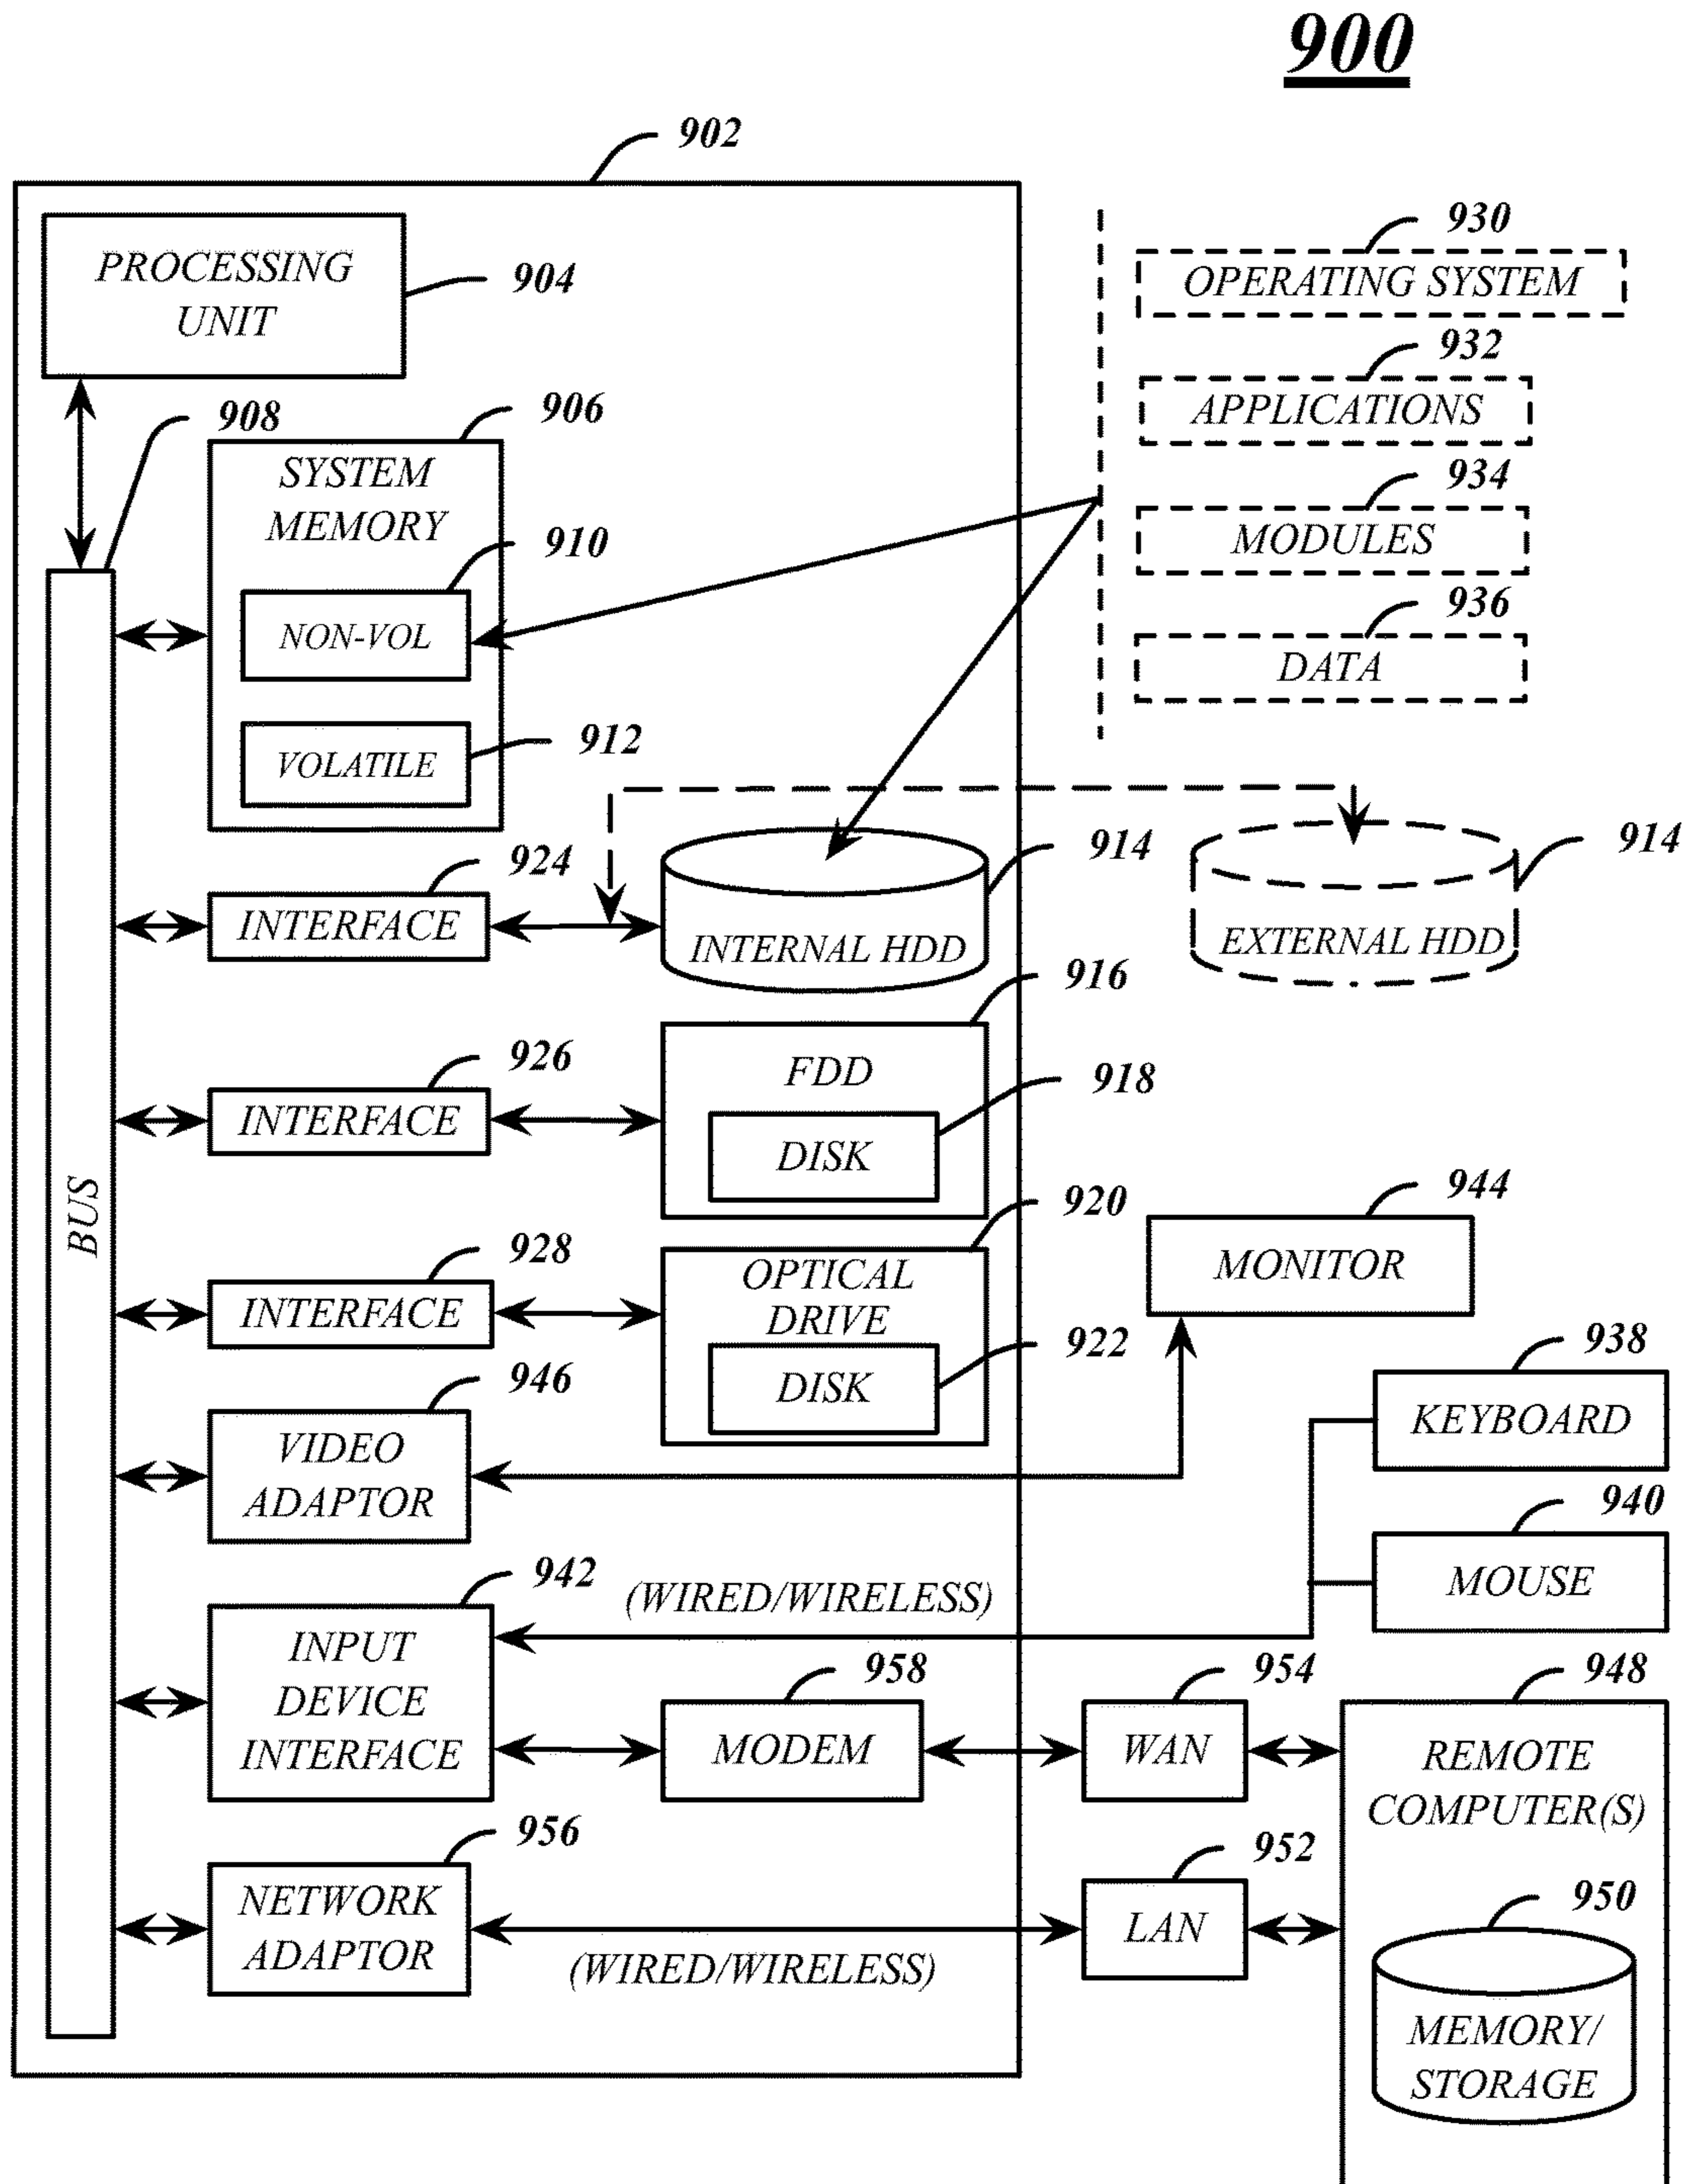 900
902
PROCESSING
UNIT
904
930
OPERATING SYSTEM
932
APPLICATIONS
934
MODULES
936
DATA
908
906
SYSTEM
MEMORY
910
NON-VOL
912
VOLATILE
924
INTERFACE
914
INTERNAL HDD
914
EXTERNAL HDD
926
INTERFACE
916
FDD
918
DISK
BUS
928
INTERFACE
920
OPTICAL
DRIVE
922
DISK
944
MONITOR
946
VIDEO
ADAPTOR
938
KEYBOARD
940
MOUSE
942
INPUT
DEVICE
INTERFACE
(WIRED/WIRELESS)
958
MODEM
954
WAN
948
REMOTE
COMPUTER(S)
956
NETWORK
ADAPTOR
(WIRED/WIRELESS)
952
LAN
950
MEMORY/
STORAGE